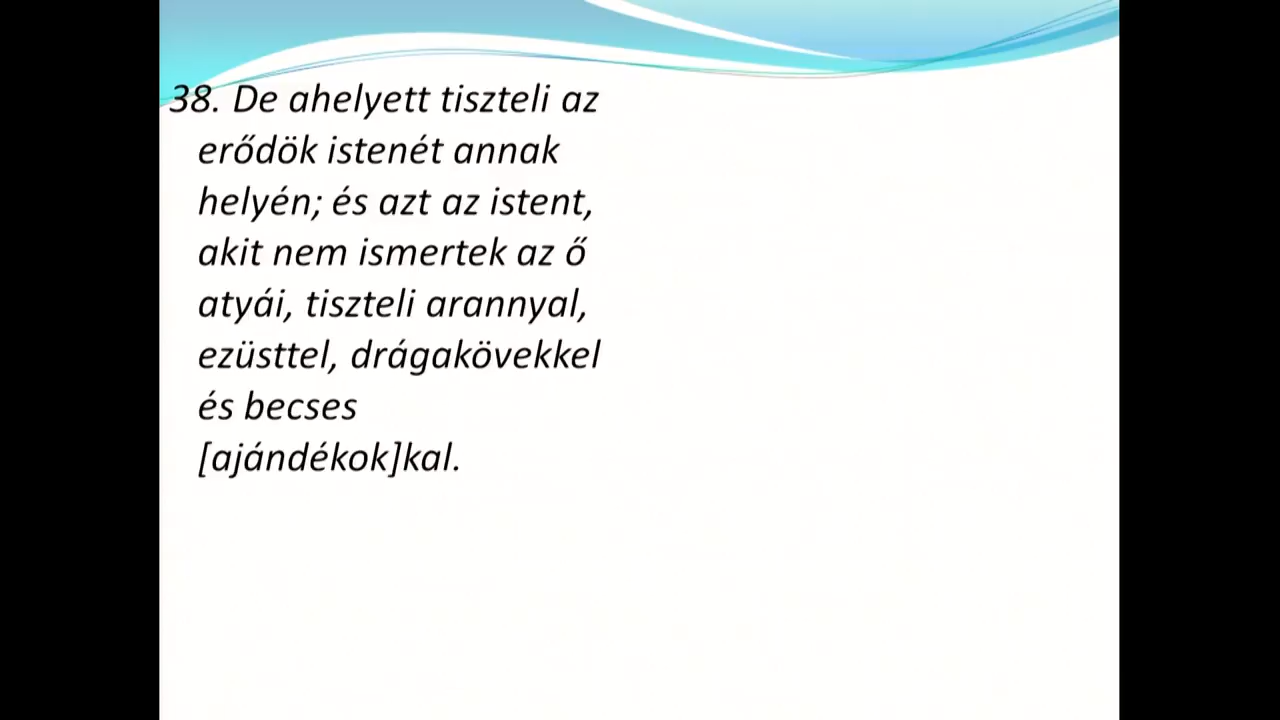 38. De ahelyett tiszteli az
erődök istenét annak
helyén; és azt az istent,
akit nem ismertek az ő
atyái, tiszteli arannyal,
ezüsttel, drágakövekkel
és becses
[ajándékok]kal.